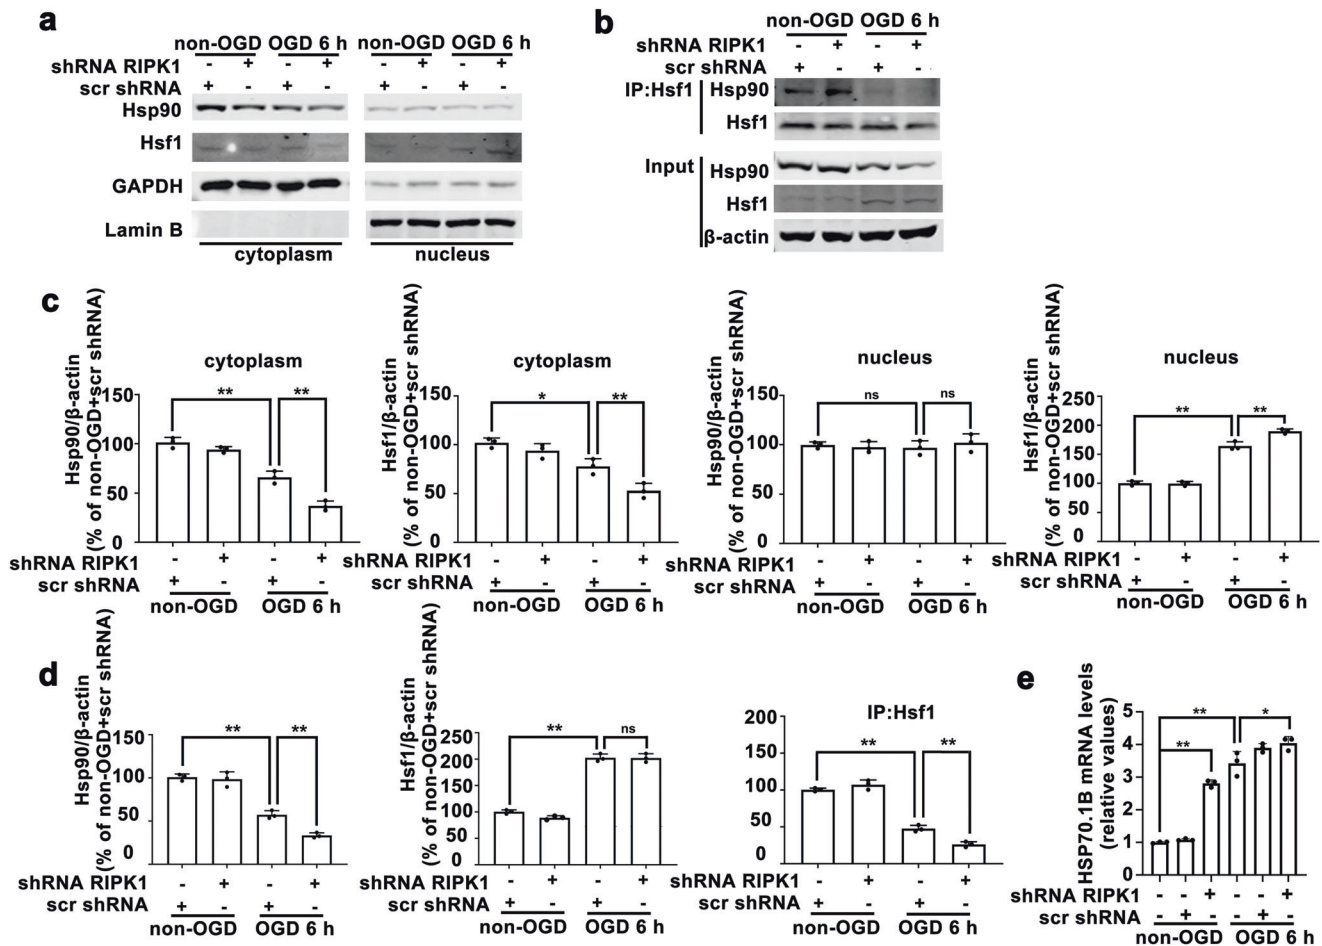 a
non-OGD OGD 6 h non-OGD OGD 6 h
shRNA RIPK1 - + - + - + - +
scr shRNA + - + - + - + -
Hsp90
Hsf1
GAPDH
Lamin B
cytoplasm nucleus
b
non-OGD OGD 6 h
shRNA RIPK1 - + - +
scr shRNA + - + -
IP:Hsf1 Hsp90
Hsf1
Input Hsp90
Hsf1
β-actin
c
cytoplasm
Hsp90/β-actin
(% of non-OGD+scr shRNA)
150
100
50
0
** **
shRNA RIPK1 - + - +
scr shRNA + - + -
non-OGD OGD 6 h
cytoplasm
Hsf1/β-actin
(% of non-OGD+scr shRNA)
150
100
50
0
* **
shRNA RIPK1 - + - +
scr shRNA + - + -
non-OGD OGD 6 h
nucleus
Hsp90/β-actin
(% of non-OGD+scr shRNA)
150
100
50
0
ns ns
shRNA RIPK1 - + - +
scr shRNA + - + -
non-OGD OGD 6 h
nucleus
Hsf1/β-actin
(% of non-OGD+scr shRNA)
250
200
150
100
50
0
** **
shRNA RIPK1 - + - +
scr shRNA + - + -
non-OGD OGD 6 h
d
Hsp90/β-actin
(% of non-OGD+scr shRNA)
150
100
50
0
** **
shRNA RIPK1 - + - +
scr shRNA + - + -
non-OGD OGD 6 h
Hsf1/β-actin
(% of non-OGD+scr shRNA)
250
200
150
100
50
0
** ns
shRNA RIPK1 - + - +
scr shRNA + - + -
non-OGD OGD 6 h
IP:Hsf1
200
150
100
50
0
** **
shRNA RIPK1 - + - +
scr shRNA + - + -
non-OGD OGD 6 h
e
HSP70.1B mRNA levels
(relative values)
5
4
3
2
1
0
** *
**
shRNA RIPK1 - - + - - +
scr shRNA - + - - + -
non-OGD OGD 6 h